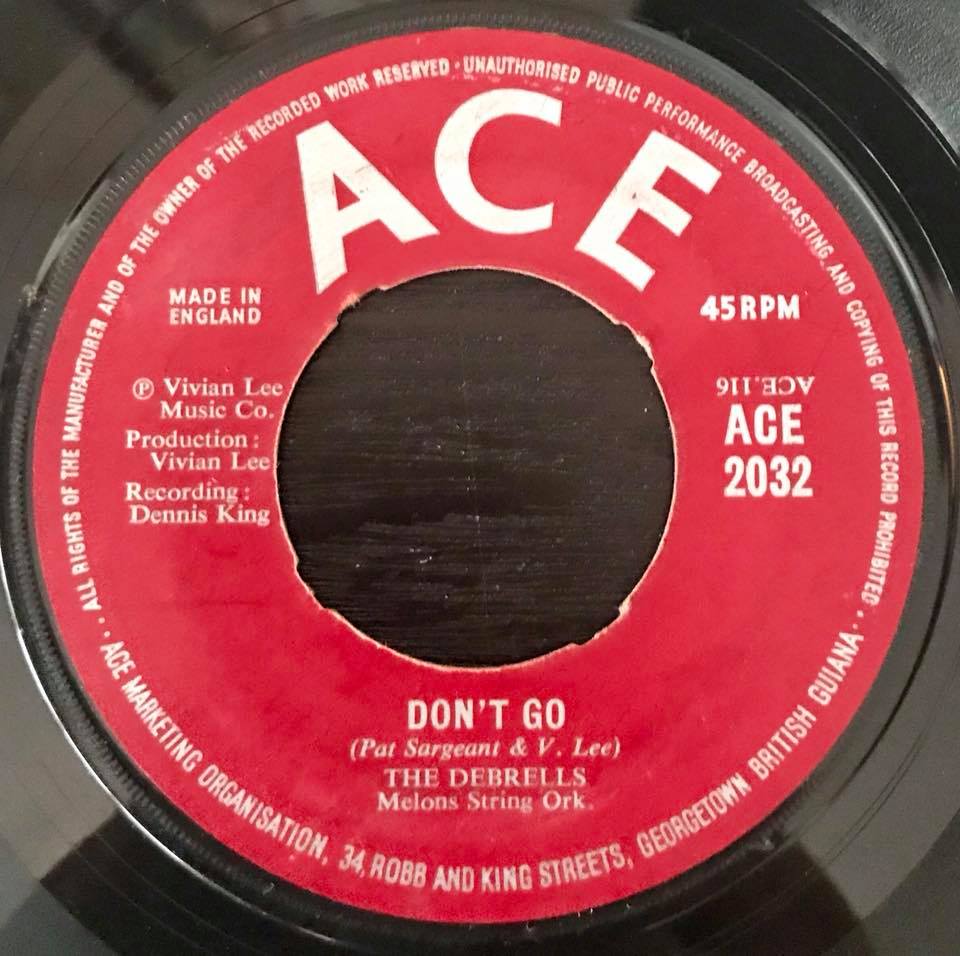 ALL RIGHTS OF THE MANUFACTURER AND OF THE OWNER OF THE RECORDED WORK RESERVED · UNAUTHORISED PUBLIC PERFORMANCE BROADCASTING AND COPYING OF THIS RECORD PROHIBITED
ACE
MADE IN
ENGLAND
45RPM
℗ Vivian Lee
Music Co.
Production:
Vivian Lee
Recording:
Dennis King
ACE.116
ACE
2032
DON'T GO
(Pat Sargeant & V. Lee)
THE DEBRELLS
Melons String Ork.
ACE MARKETING ORGANISATION, 34, ROBB AND KING STREETS, GEORGETOWN BRITISH GUIANA